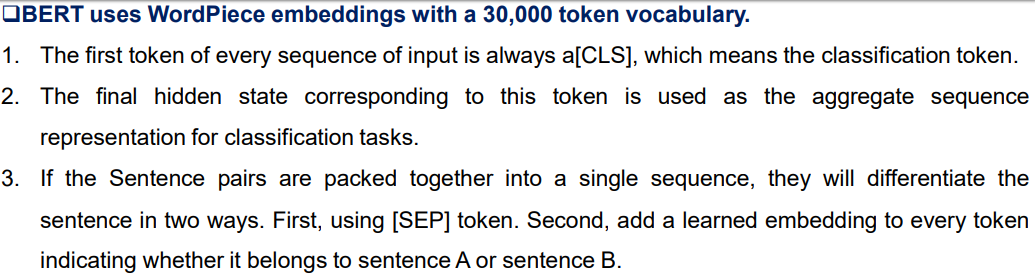 ❑BERT uses WordPiece embeddings with a 30,000 token vocabulary.
1. The first token of every sequence of input is always a[CLS], which means the classification token.
2. The final hidden state corresponding to this token is used as the aggregate sequence
representation for classification tasks.
3. If the Sentence pairs are packed together into a single sequence, they will differentiate the
sentence in two ways. First, using [SEP] token. Second, add a learned embedding to every token
indicating whether it belongs to sentence A or sentence B.